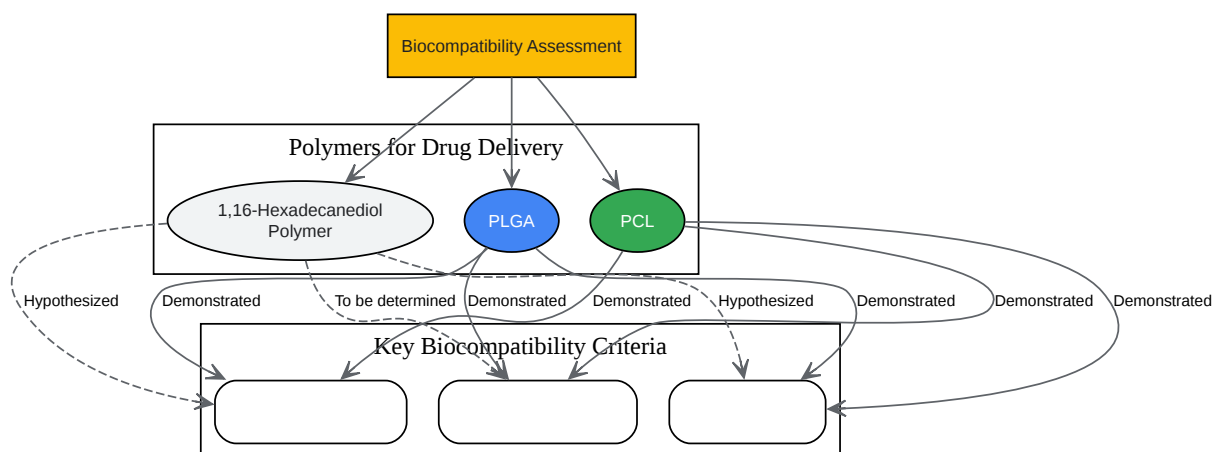 Biocompatibility Assessment
Polymers for Drug Delivery
1,16-Hexadecanediol
Polymer
PLGA
PCL
Hypothesized
Demonstrated
To be determined
Demonstrated
Demonstrated
Hypothesized
Demonstrated
Demonstrated
Demonstrated
Key Biocompatibility Criteria